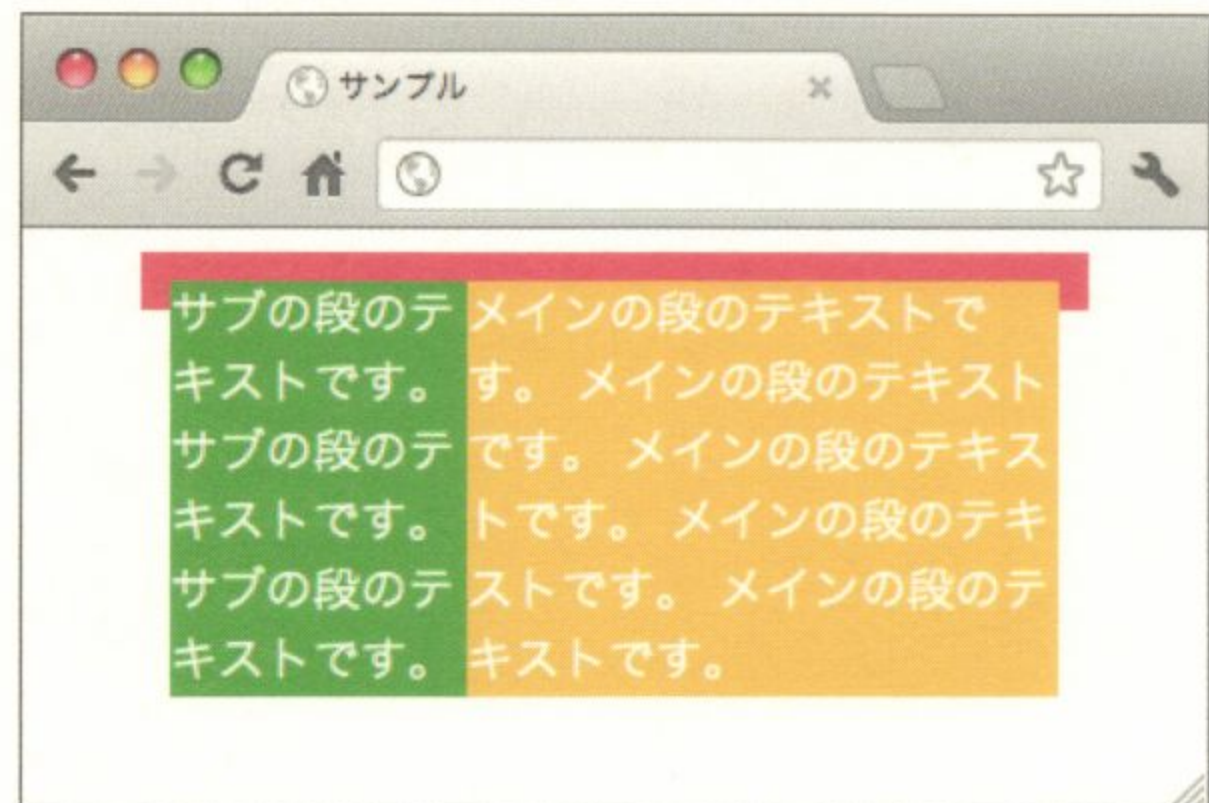 サンプル
サブの段のテ
キストです。
サブの段のテ
キストです。
サブの段のテ
キストです。
メインの段のテキストで
す。 メインの段のテキスト
です。 メインの段のテキス
トです。 メインの段のテキ
ストです。 メインの段のテ
キストです。